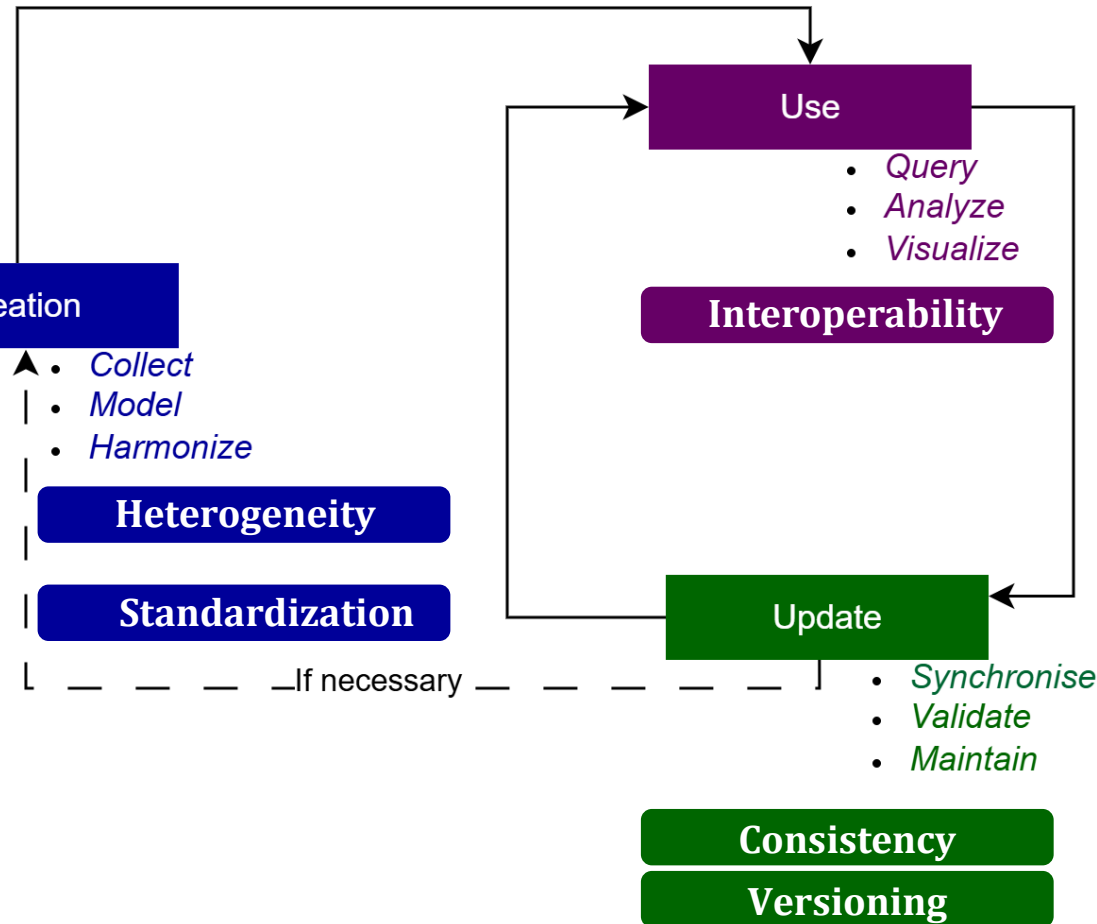 Use
• Query
• Analyze
• Visualize
Interoperability
eation
• Collect
• Model
• Harmonize
Heterogeneity
Standardization
If necessary
Update
• Synchronise
• Validate
• Maintain
Consistency
Versioning